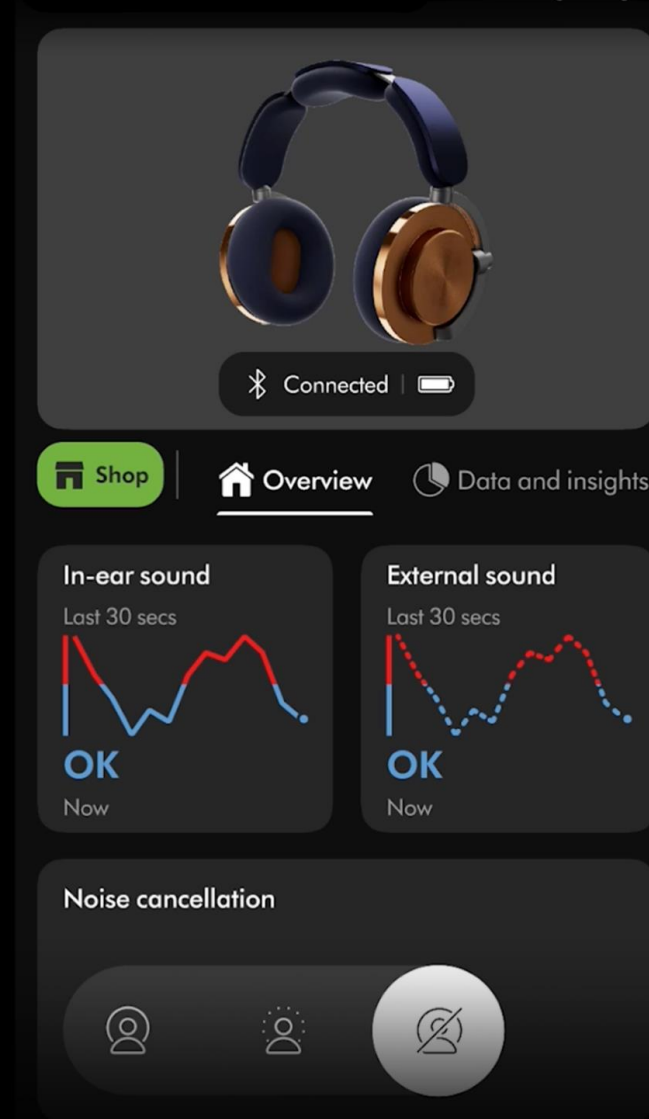 Connected
Shop
Overview
Data and insights
In-ear sound
Last 30 secs
OK
Now
External sound
Last 30 secs
OK
Now
Noise cancellation